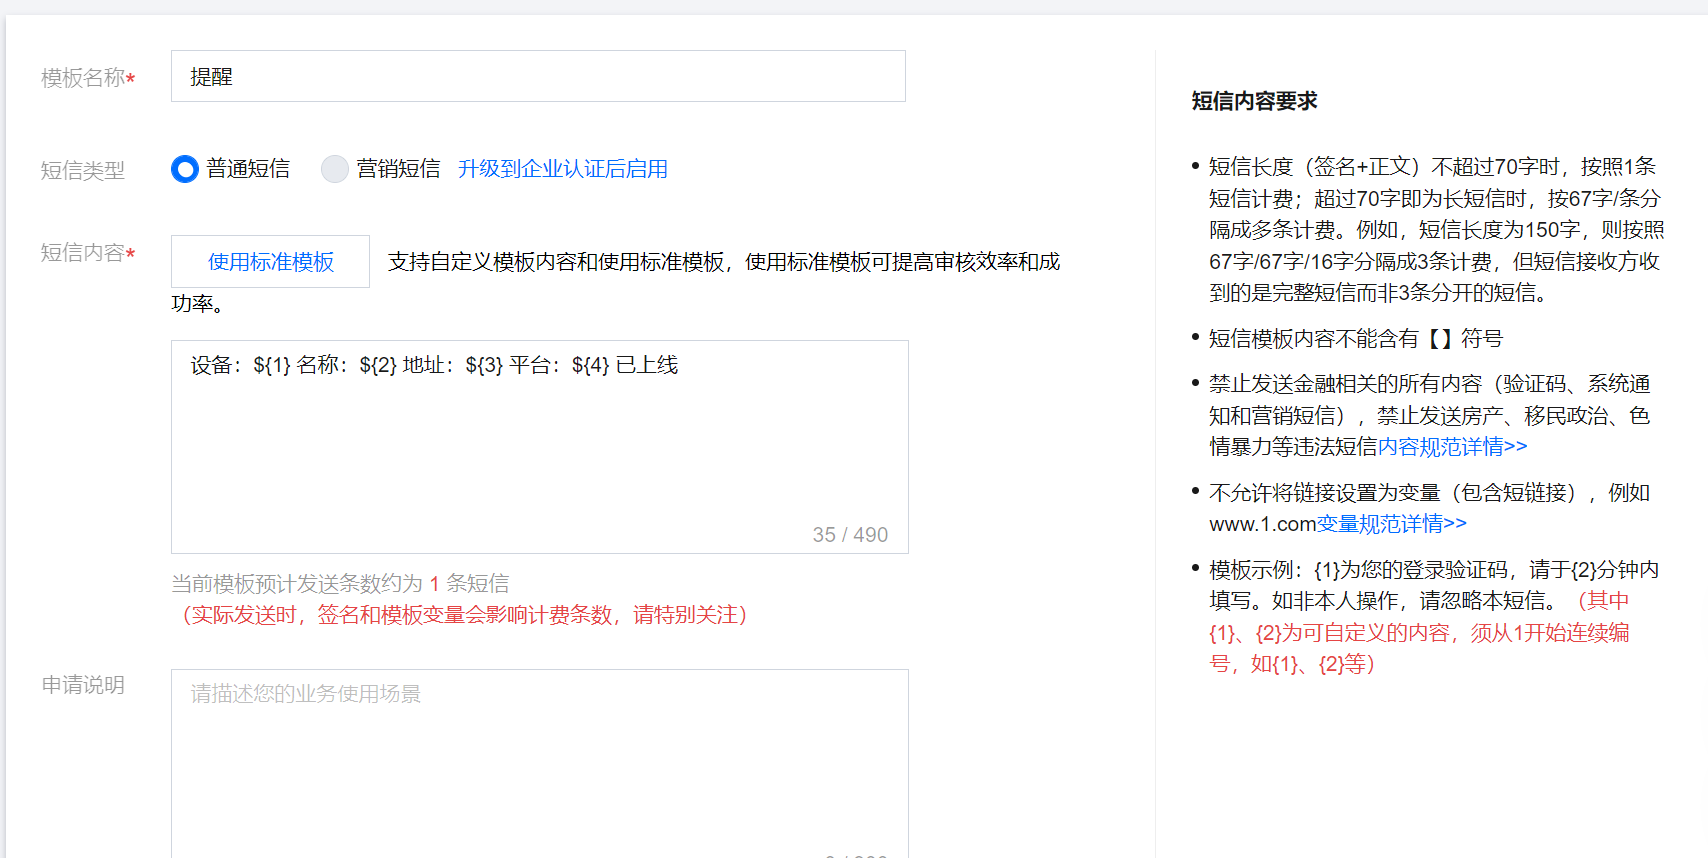 模板名称*
提醒
短信类型
普通短信
营销短信
升级到企业认证后启用
短信内容*
使用标准模板
支持自定义模板内容和使用标准模板，使用标准模板可提高审核效率和成
功率。
设备：${1} 名称：${2} 地址：${3} 平台：${4} 已上线
35 / 490
当前模板预计发送条数约为 1 条短信
（实际发送时，签名和模板变量会影响计费条数，请特别关注）
申请说明
请描述您的业务使用场景
短信内容要求
短信长度（签名+正文）不超过70字时，按照1条
短信计费；超过70字即为长短信时，按67字/条分
隔成多条计费。例如，短信长度为150字，则按照
67字/67字/16字分隔成3条计费，但短信接收方收
到的是完整短信而非3条分开的短信。
短信模板内容不能含有【】符号
禁止发送金融相关的所有内容（验证码、系统通
知和营销短信），禁止发送房产、移民政治、色
情暴力等违法短信内容规范详情>>
不允许将链接设置为变量（包含短链接），例如
www.1.com变量规范详情>>
模板示例：{1}为您的登录验证码，请于{2}分钟内
填写。如非本人操作，请忽略本短信。（其中
{1}、{2}为可自定义的内容，须从1开始连续编
号，如{1}、{2}等）